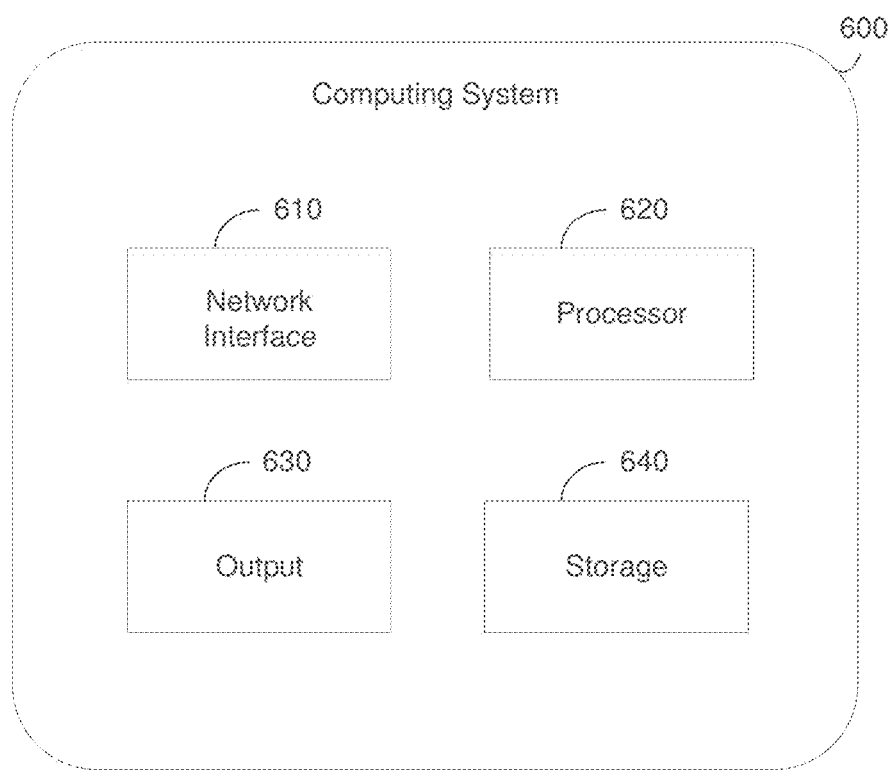 600
Computing System
610
620
Network
Interface
Processor
630
640
Output
Storage